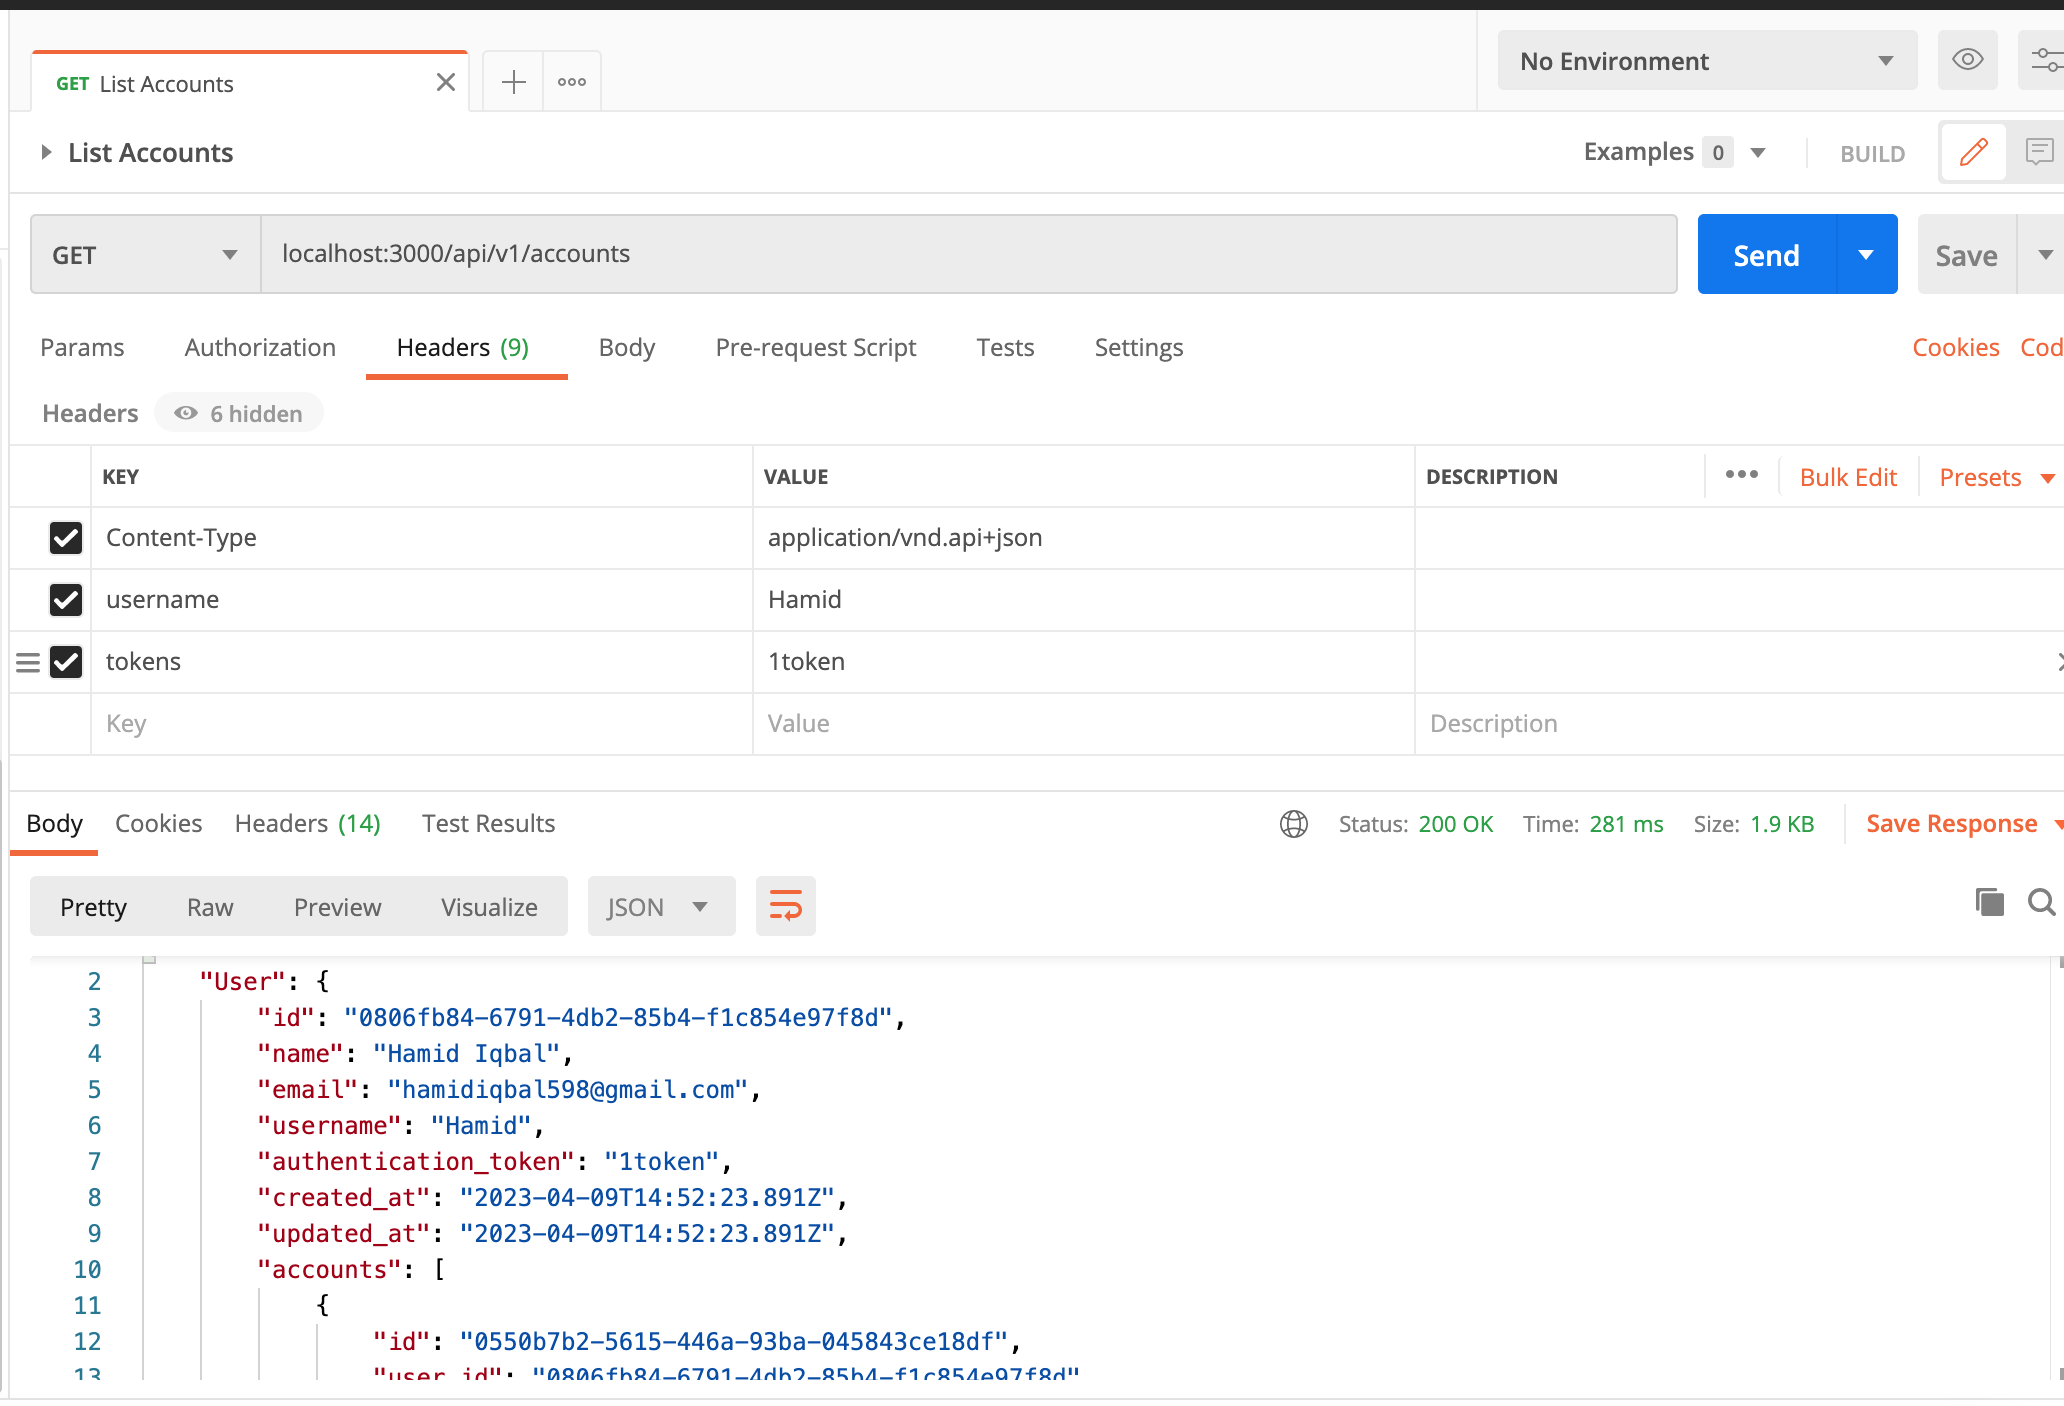 GET List Accounts
No Environment
List Accounts
Examples 0
BUILD
GET
localhost:3000/api/v1/accounts
Send
Save
Params Authorization Headers (9) Body Pre-request Script Tests Settings Cookies Cod
Headers 6 hidden
KEY VALUE DESCRIPTION Bulk Edit Presets
Content-Type application/vnd.api+json
username Hamid
tokens 1token
Key Value Description
Body Cookies Headers (14) Test Results Status: 200 OK Time: 281 ms Size: 1.9 KB Save Response
Pretty Raw Preview Visualize JSON
2 "User": {
3 "id": "0806fb84-6791-4db2-85b4-f1c854e97f8d",
4 "name": "Hamid Iqbal",
5 "email": "hamidiqbal598@gmail.com",
6 "username": "Hamid",
7 "authentication_token": "1token",
8 "created_at": "2023-04-09T14:52:23.891Z",
9 "updated_at": "2023-04-09T14:52:23.891Z",
10 "accounts": [
11 {
12 "id": "0550b7b2-5615-446a-93ba-045843ce18df",
13 "user_id": "0806fb84-6791-4db2-85b4-f1c854e97f8d"